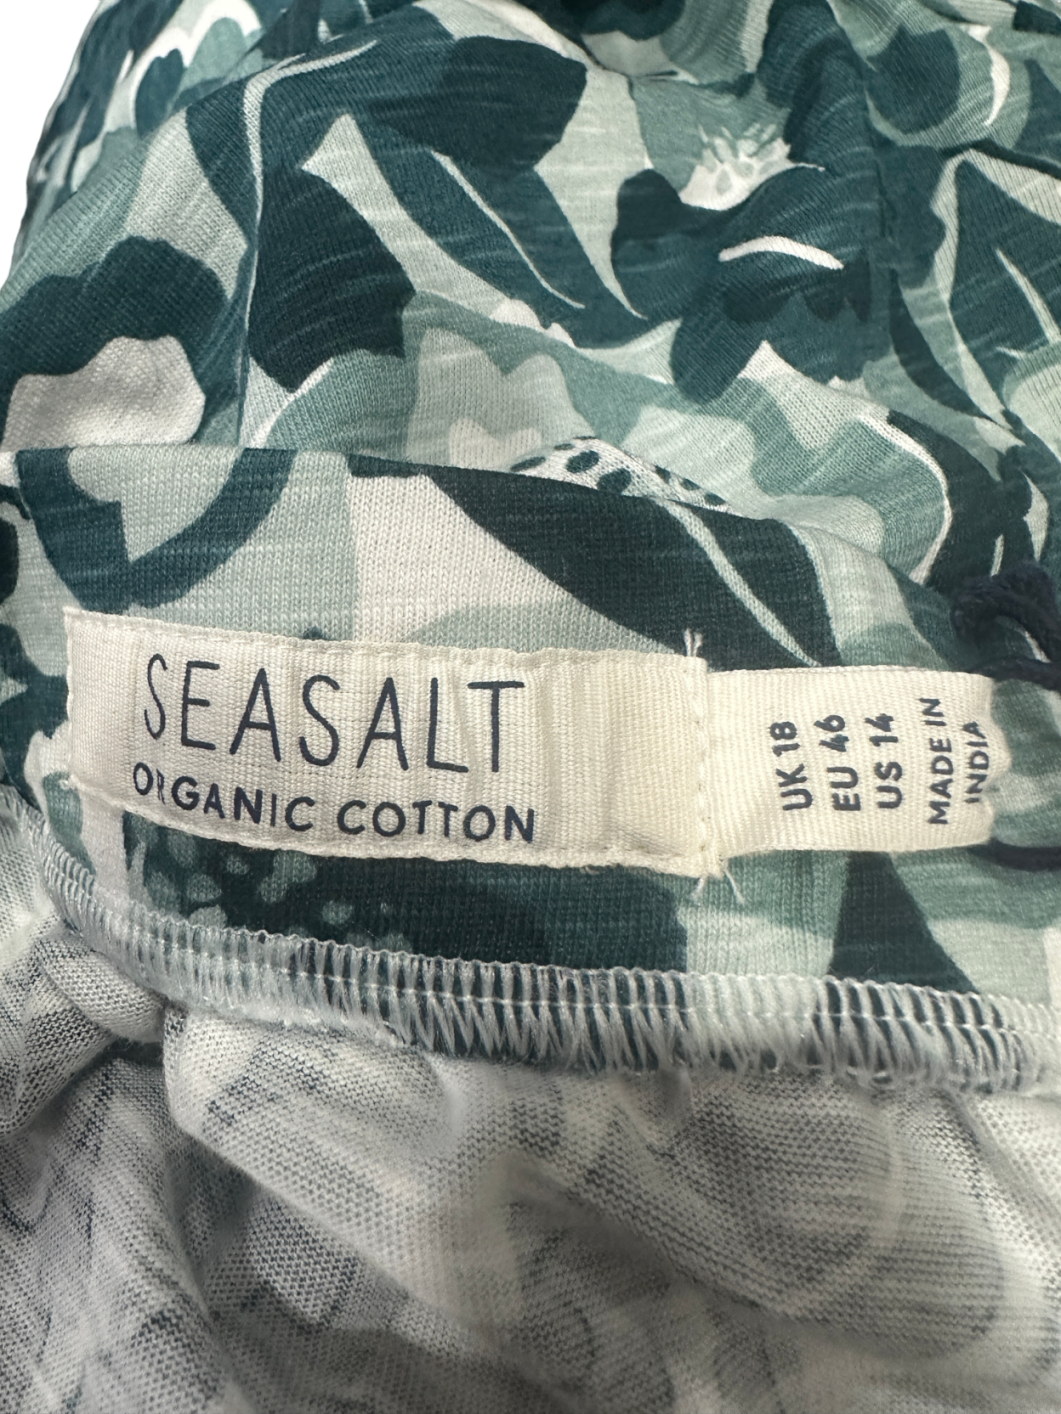 SEASALT
ORGANIC COTTON
UK 18
EU 46
US 14
MADE IN
INDIA